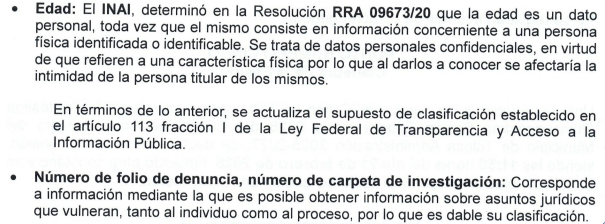 • Edad: El INAI, determinó en la Resolución RRA 09673/20 que la edad es un dato
personal, toda vez que el mismo consiste en información concerniente a una persona
física identificada o identificable. Se trata de datos personales confidenciales, en virtud
de que refieren a una característica física por lo que al darlos a conocer se afectaría la
intimidad de la persona titular de los mismos.
En términos de lo anterior, se actualiza el supuesto de clasificación establecido en
el artículo 113 fracción I de la Ley Federal de Transparencia y Acceso a la
Información Pública.
• Número de folio de denuncia, número de carpeta de investigación: Corresponde
a información mediante la que es posible obtener información sobre asuntos jurídicos
que vulneran, tanto al individuo como al proceso, por lo que es dable su clasificación.